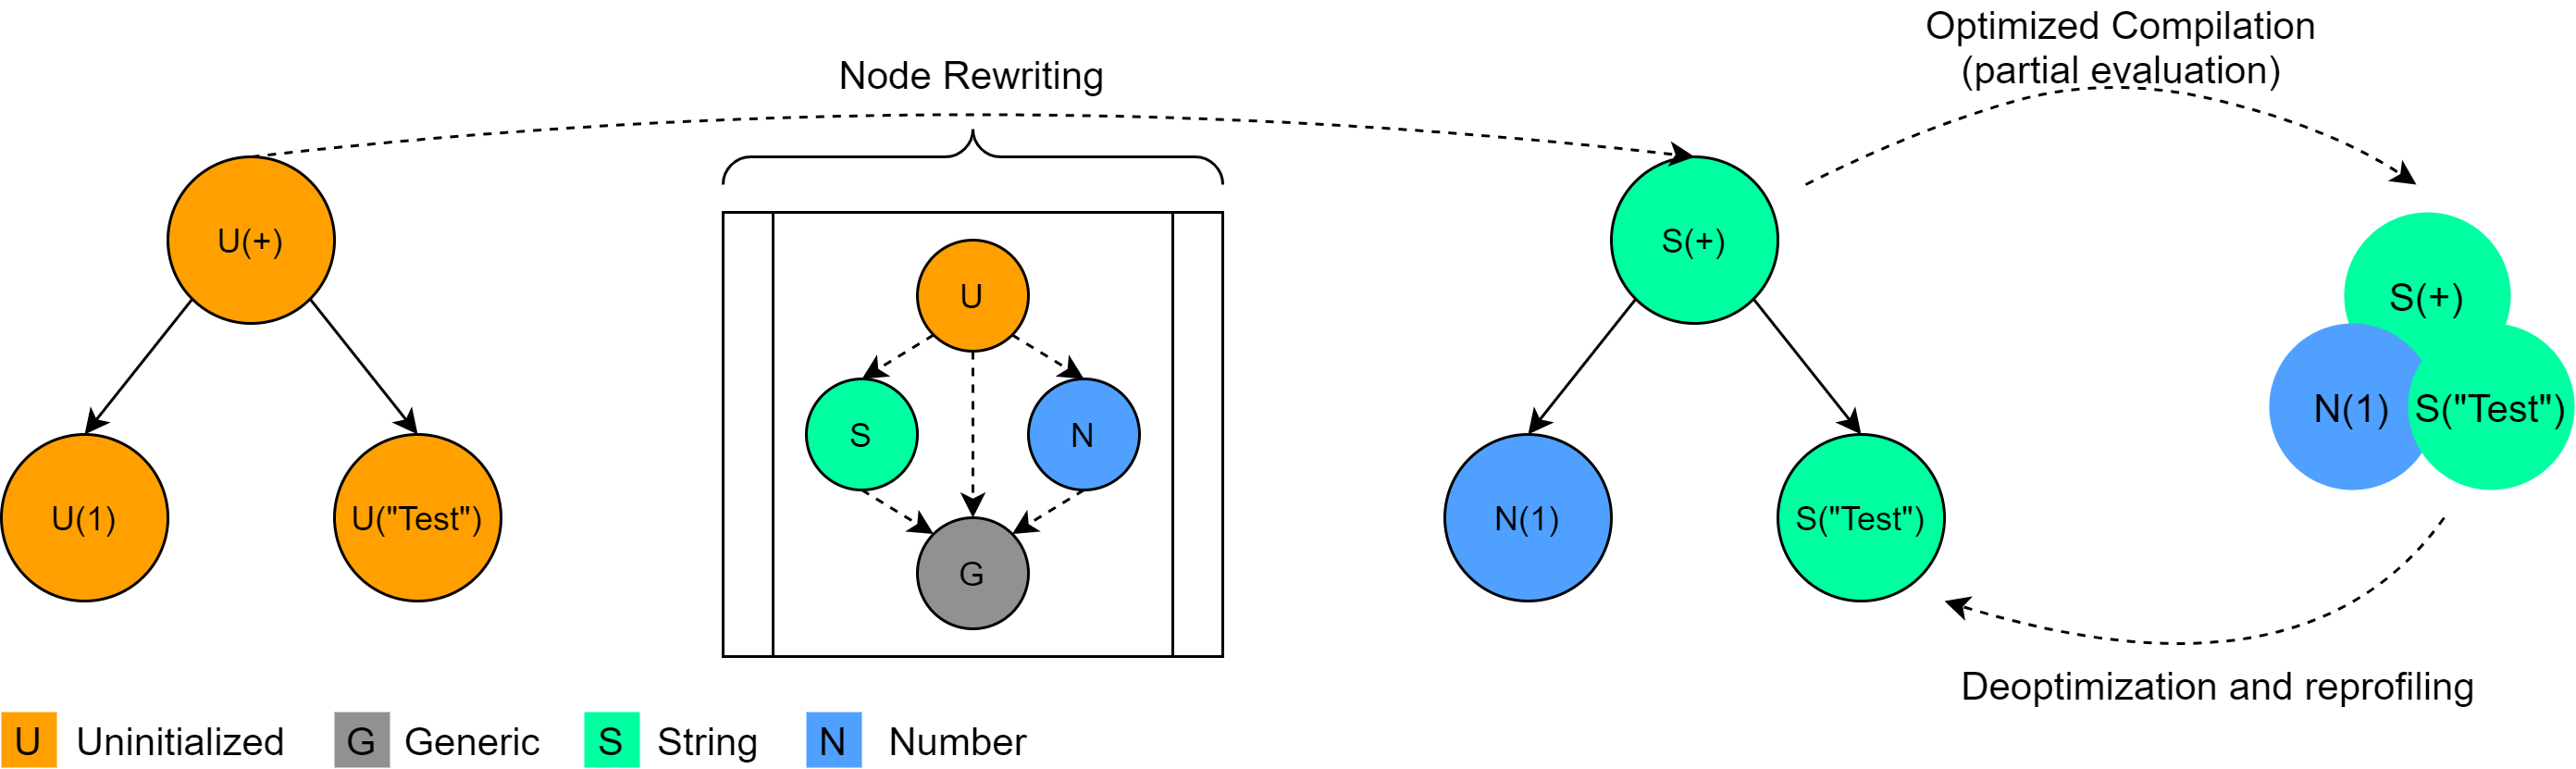 Optimized Compilation
(partial evaluation)
Node Rewriting
U(+)
U(1)
U("Test")
U
S
N
G
S(+)
N(1)
S("Test")
S(+)
N(1)
S("Test")
Deoptimization and reprofiling
U Uninitialized
G Generic
S String
N Number